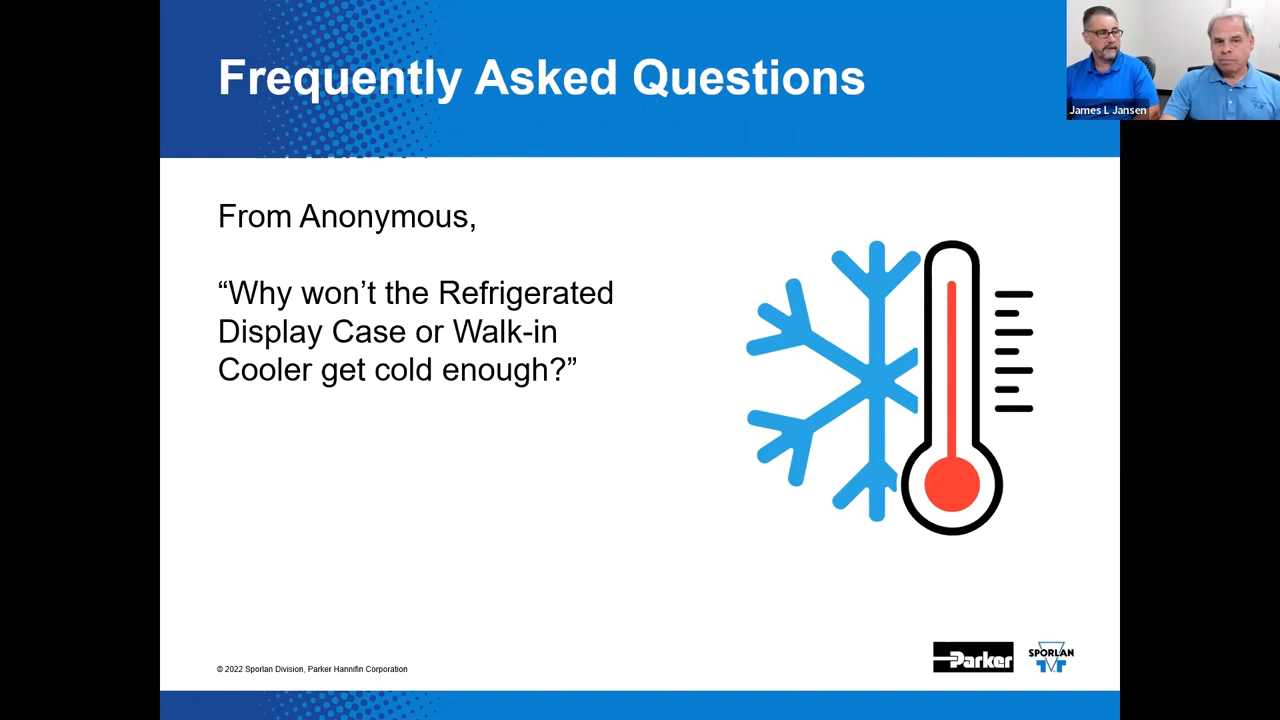 Frequently Asked Questions
James L Jansen
From Anonymous,
“Why won’t the Refrigerated
Display Case or Walk-in
Cooler get cold enough?”
© 2022 Sporlan Division, Parker Hannifin Corporation
Parker
SPORLAN